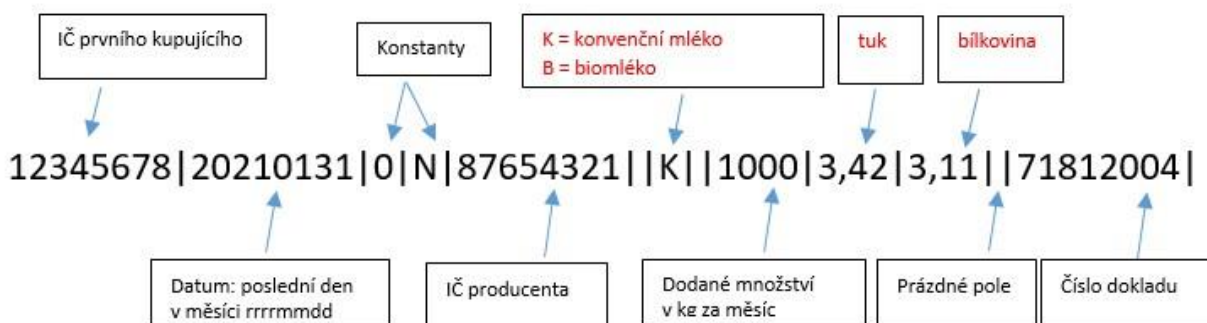 IČ prvního kupujícího
Konstanty
K = konvenční mléko
B = biomléko
tuk
bílkovina
12345678|20210131|0|N|87654321||K||1000|3,42|3,11||71812004|
Datum: poslední den
v měsíci rrrrmmdd
IČ producenta
Dodané množství
v kg za měsíc
Prázdné pole
Číslo dokladu